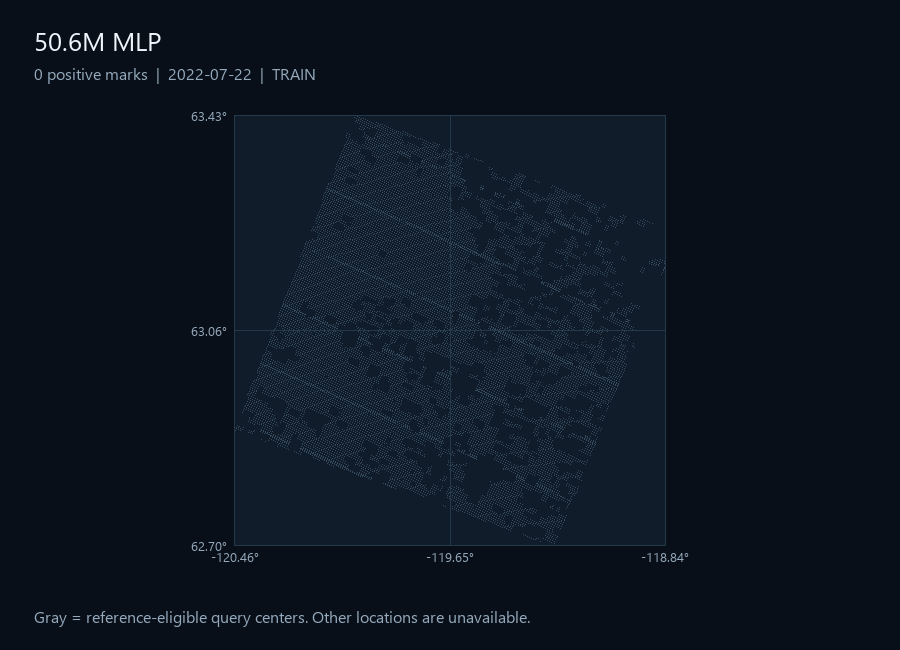 50.6M MLP
0 positive marks | 2022-07-22 | TRAIN
63.43°
63.06°
62.70°
-120.46°
-119.65°
-118.84°
Gray = reference-eligible query centers. Other locations are unavailable.